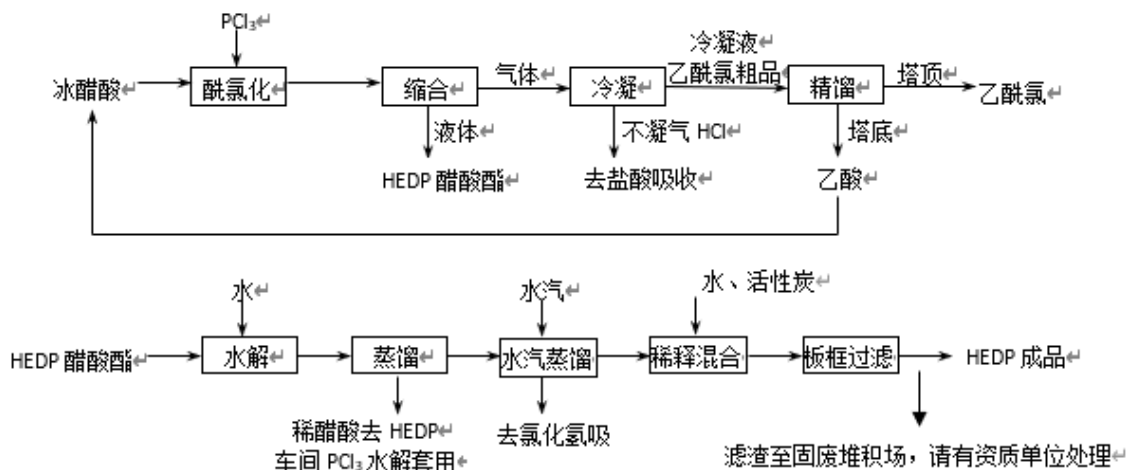 PCl₃
冷凝液
乙酰氯粗品
冰醋酸
酰氯化
缩合
气体
冷凝
精馏
塔顶
乙酰氯
液体
不凝气 HCl
塔底
HEDP 醋酸酯
去盐酸吸收
乙酸
水
水汽
水、活性炭
HEDP 醋酸酯
水解
蒸馏
水汽蒸馏
稀释混合
板框过滤
HEDP 成品
稀醋酸去 HEDP
车间 PCl₃ 水解套用
去氯化氢吸
滤渣至固废堆积场，请有资质单位处理